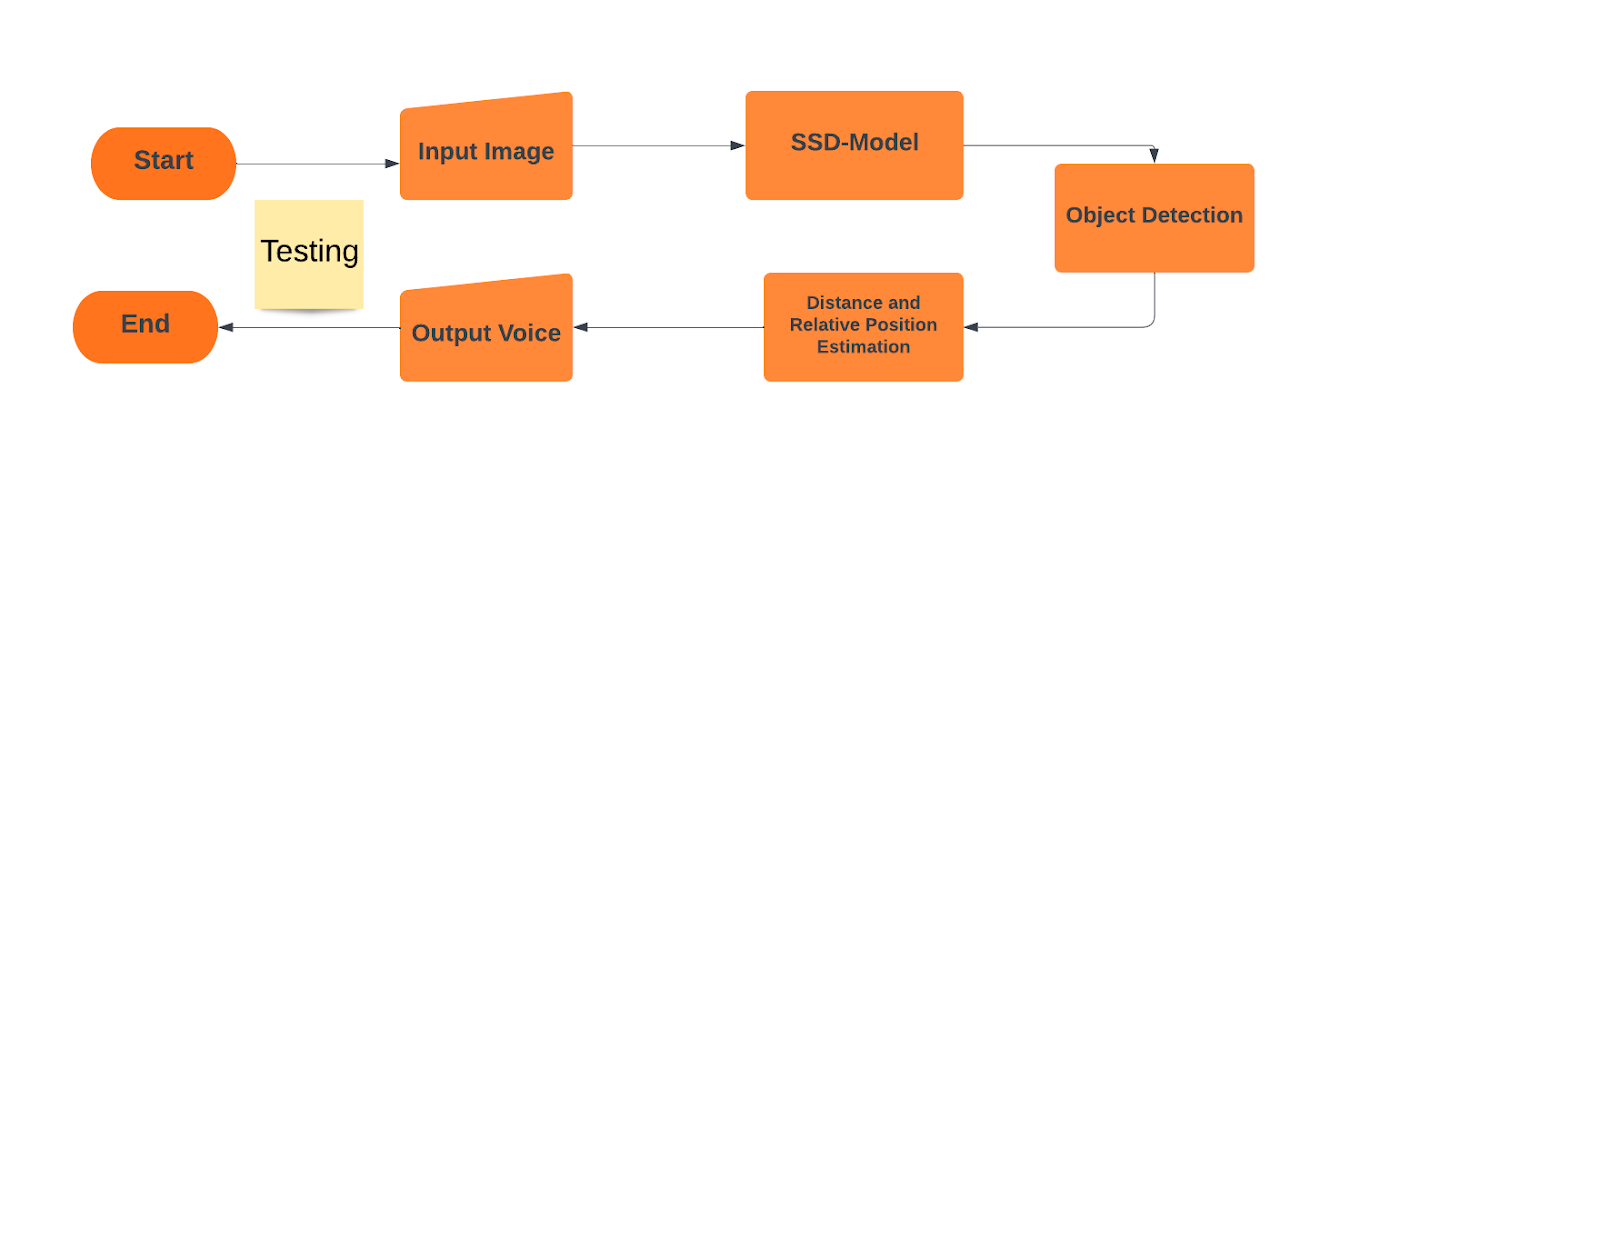 Start
Input Image
SSD-Model
Object Detection
Testing
End
Output Voice
Distance and
Relative Position
Estimation